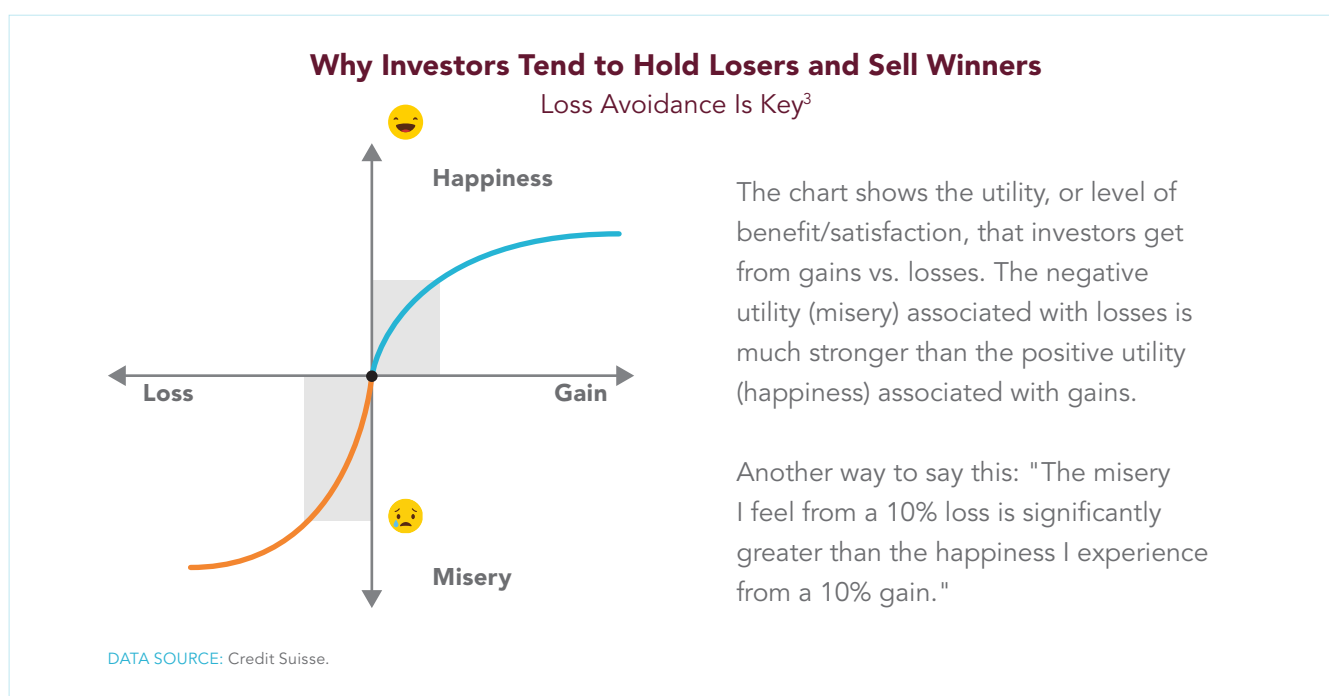 Why Investors Tend to Hold Losers and Sell Winners
Loss Avoidance Is Key³
Happiness
Loss
Gain
Misery
The chart shows the utility, or level of
benefit/satisfaction, that investors get
from gains vs. losses. The negative
utility (misery) associated with losses is
much stronger than the positive utility
(happiness) associated with gains.
Another way to say this: "The misery
I feel from a 10% loss is significantly
greater than the happiness I experience
from a 10% gain."
DATA SOURCE: Credit Suisse.